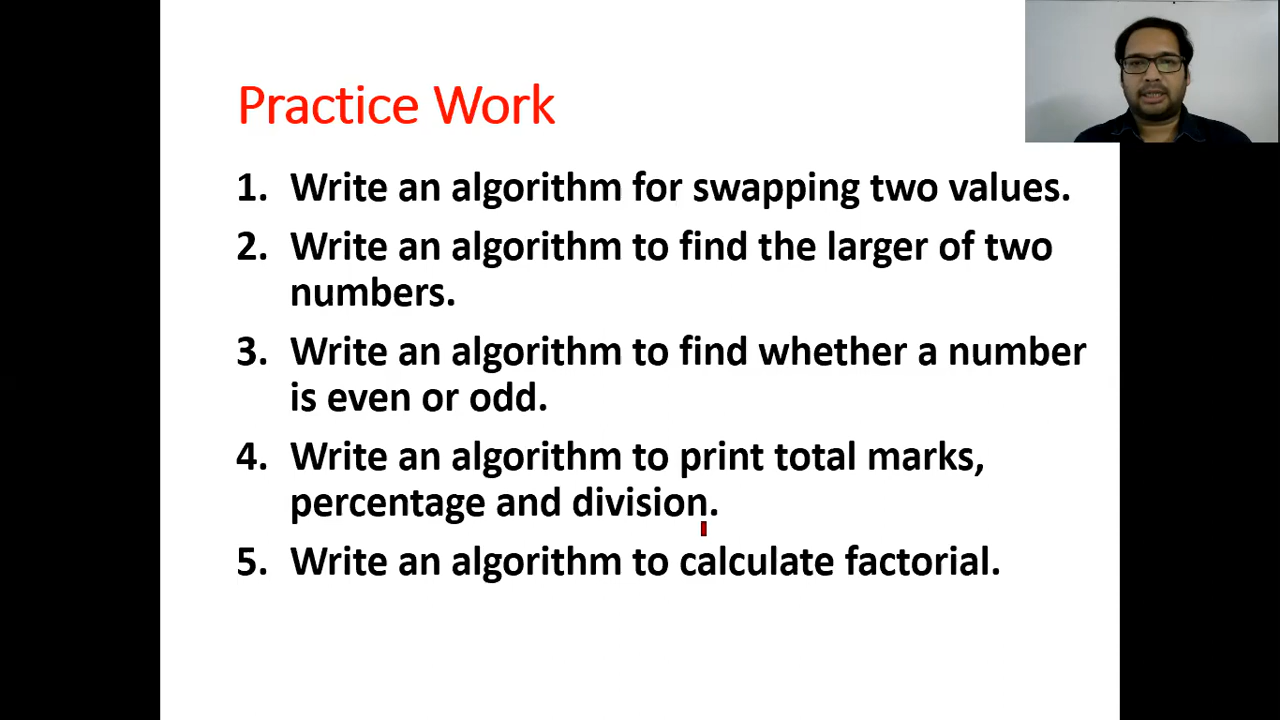 Practice Work
1. Write an algorithm for swapping two values.
2. Write an algorithm to find the larger of two
numbers.
3. Write an algorithm to find whether a number
is even or odd.
4. Write an algorithm to print total marks,
percentage and division.
5. Write an algorithm to calculate factorial.